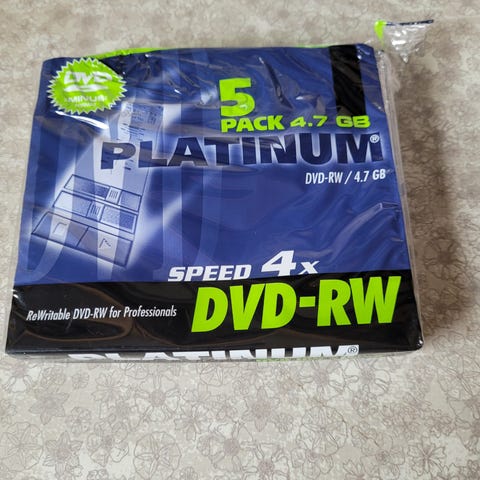 DVD
MINUS
FORMAT
5
PACK 4.7 GB
PLATINUM®
DVD-RW / 4.7 GB
SPEED 4x
ReWritable DVD-RW for Professionals
DVD-RW
PLATINUM®